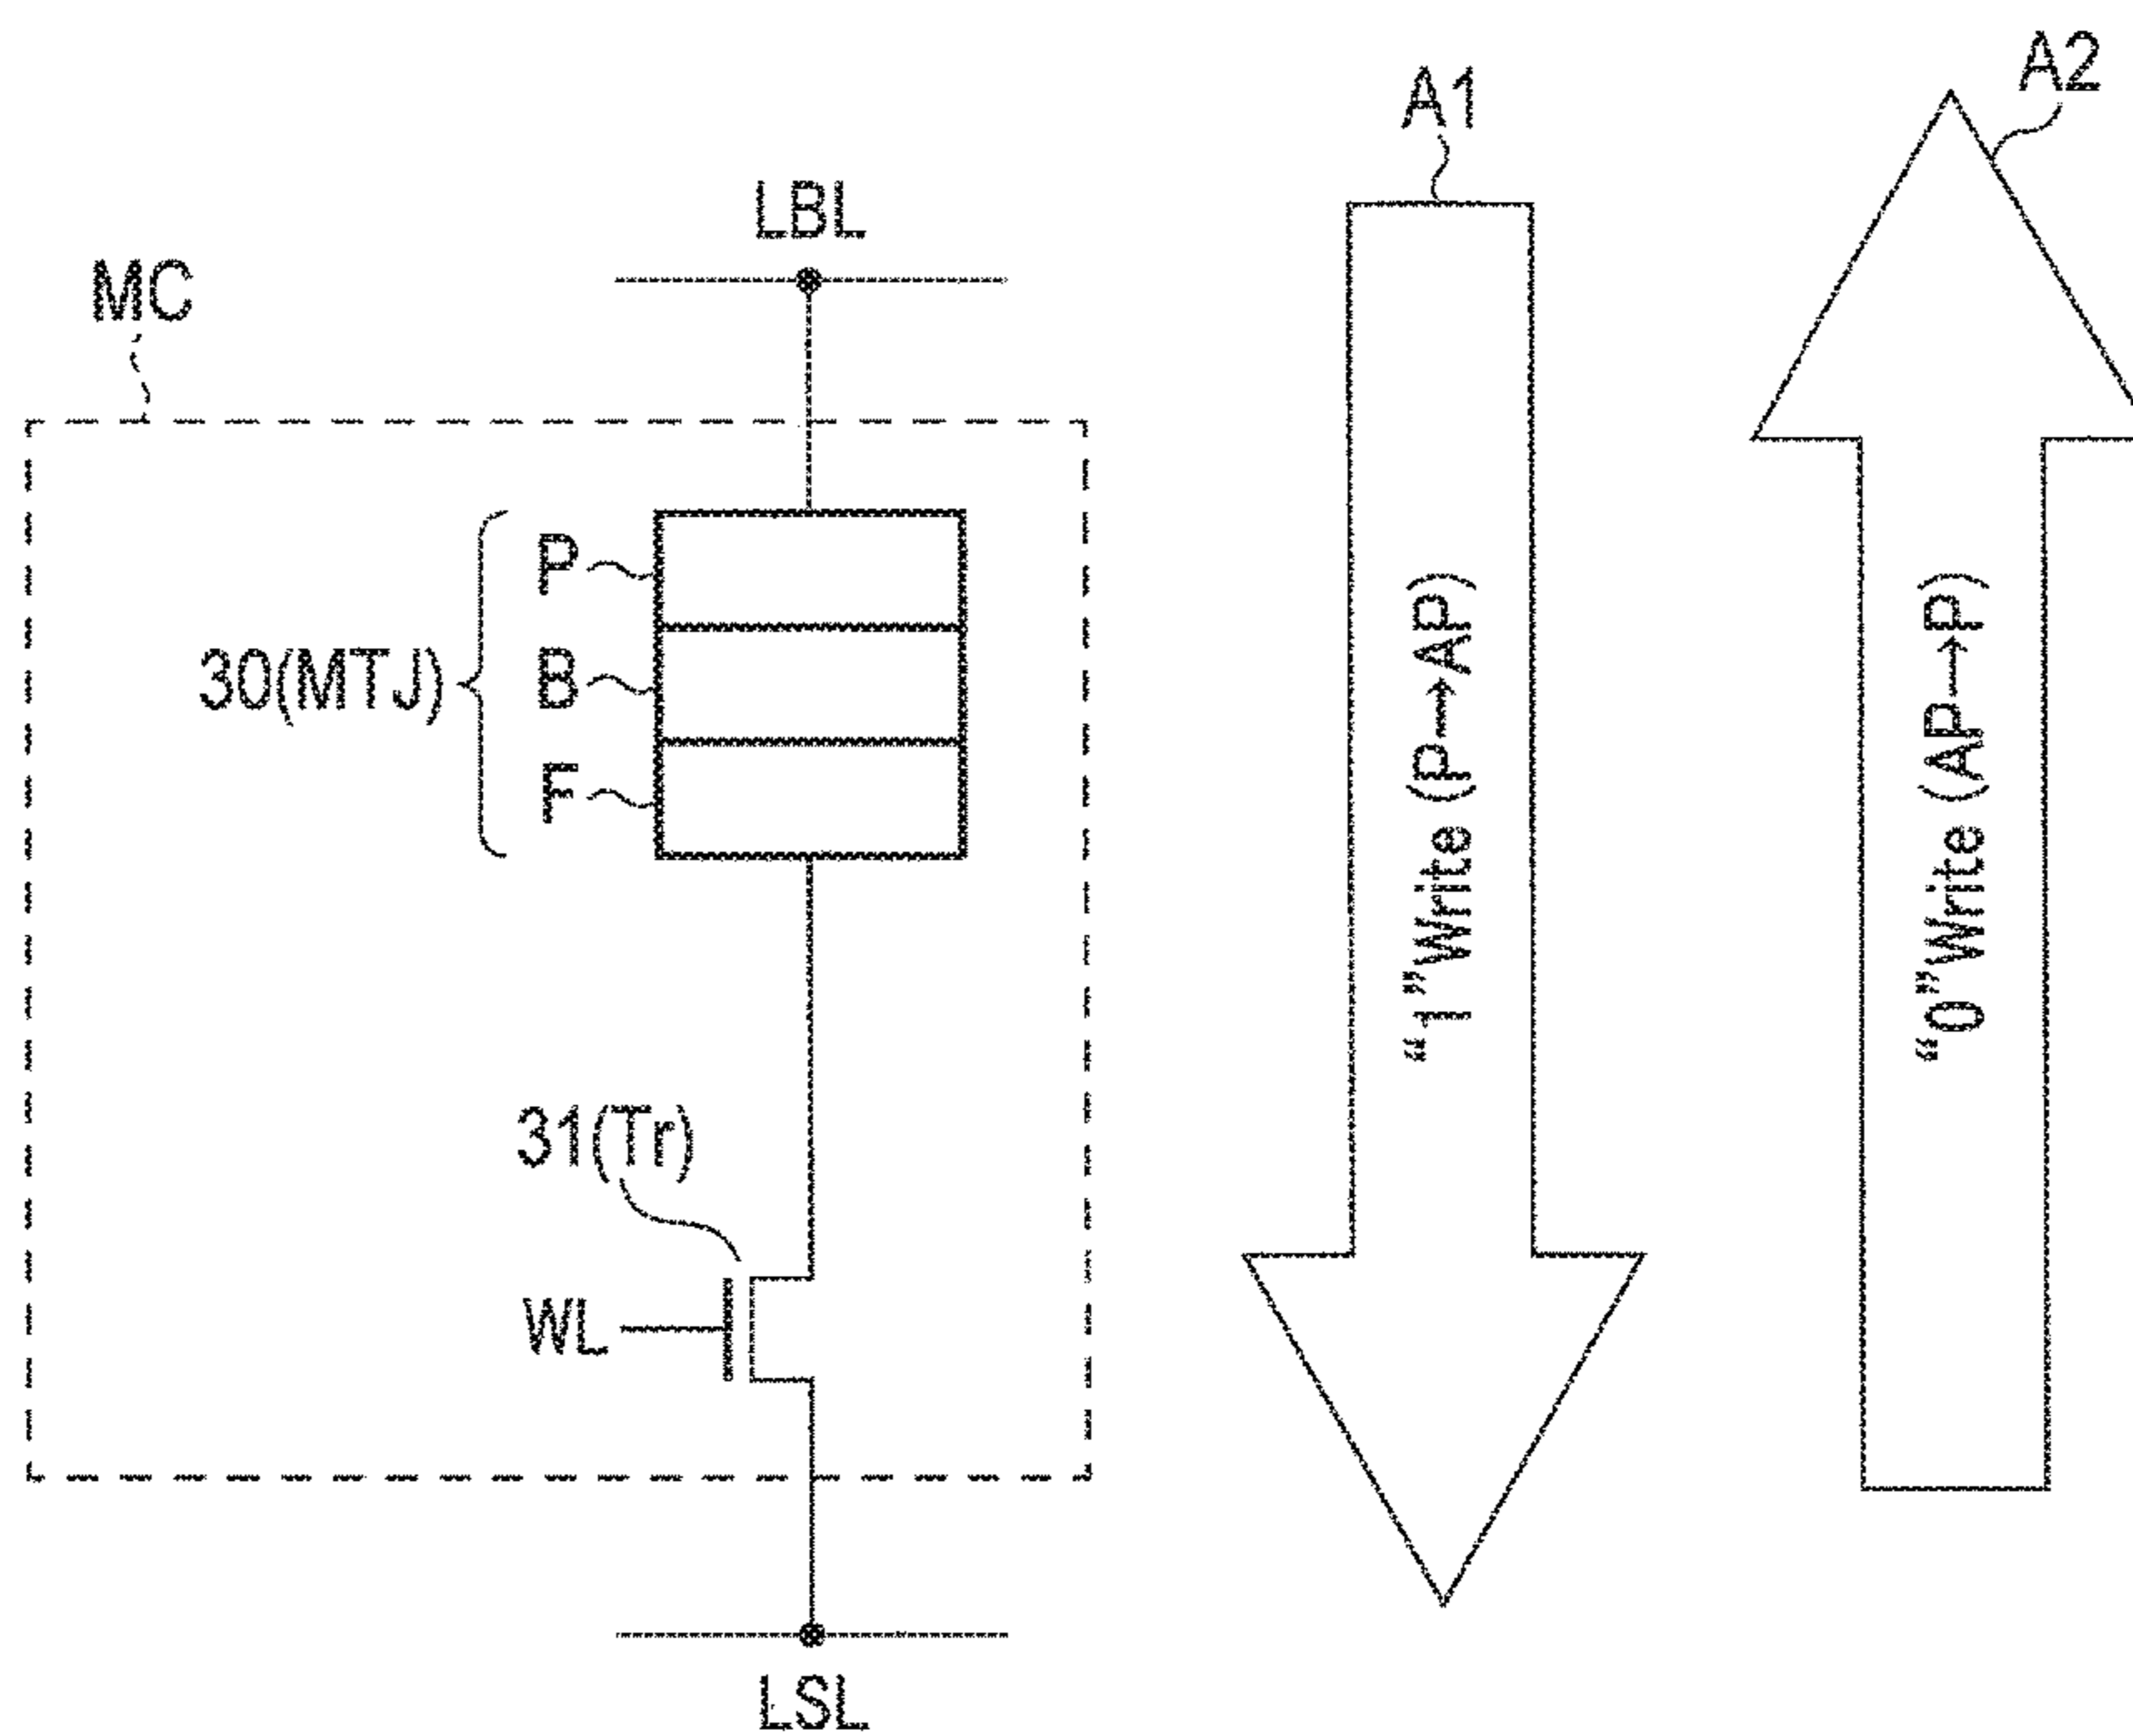 A1
A2
LBL
MC
P
30(MTJ)
B
F
"1"Write (P→AP)
"0"Write (AP→P)
31(Tr)
WL
LSL